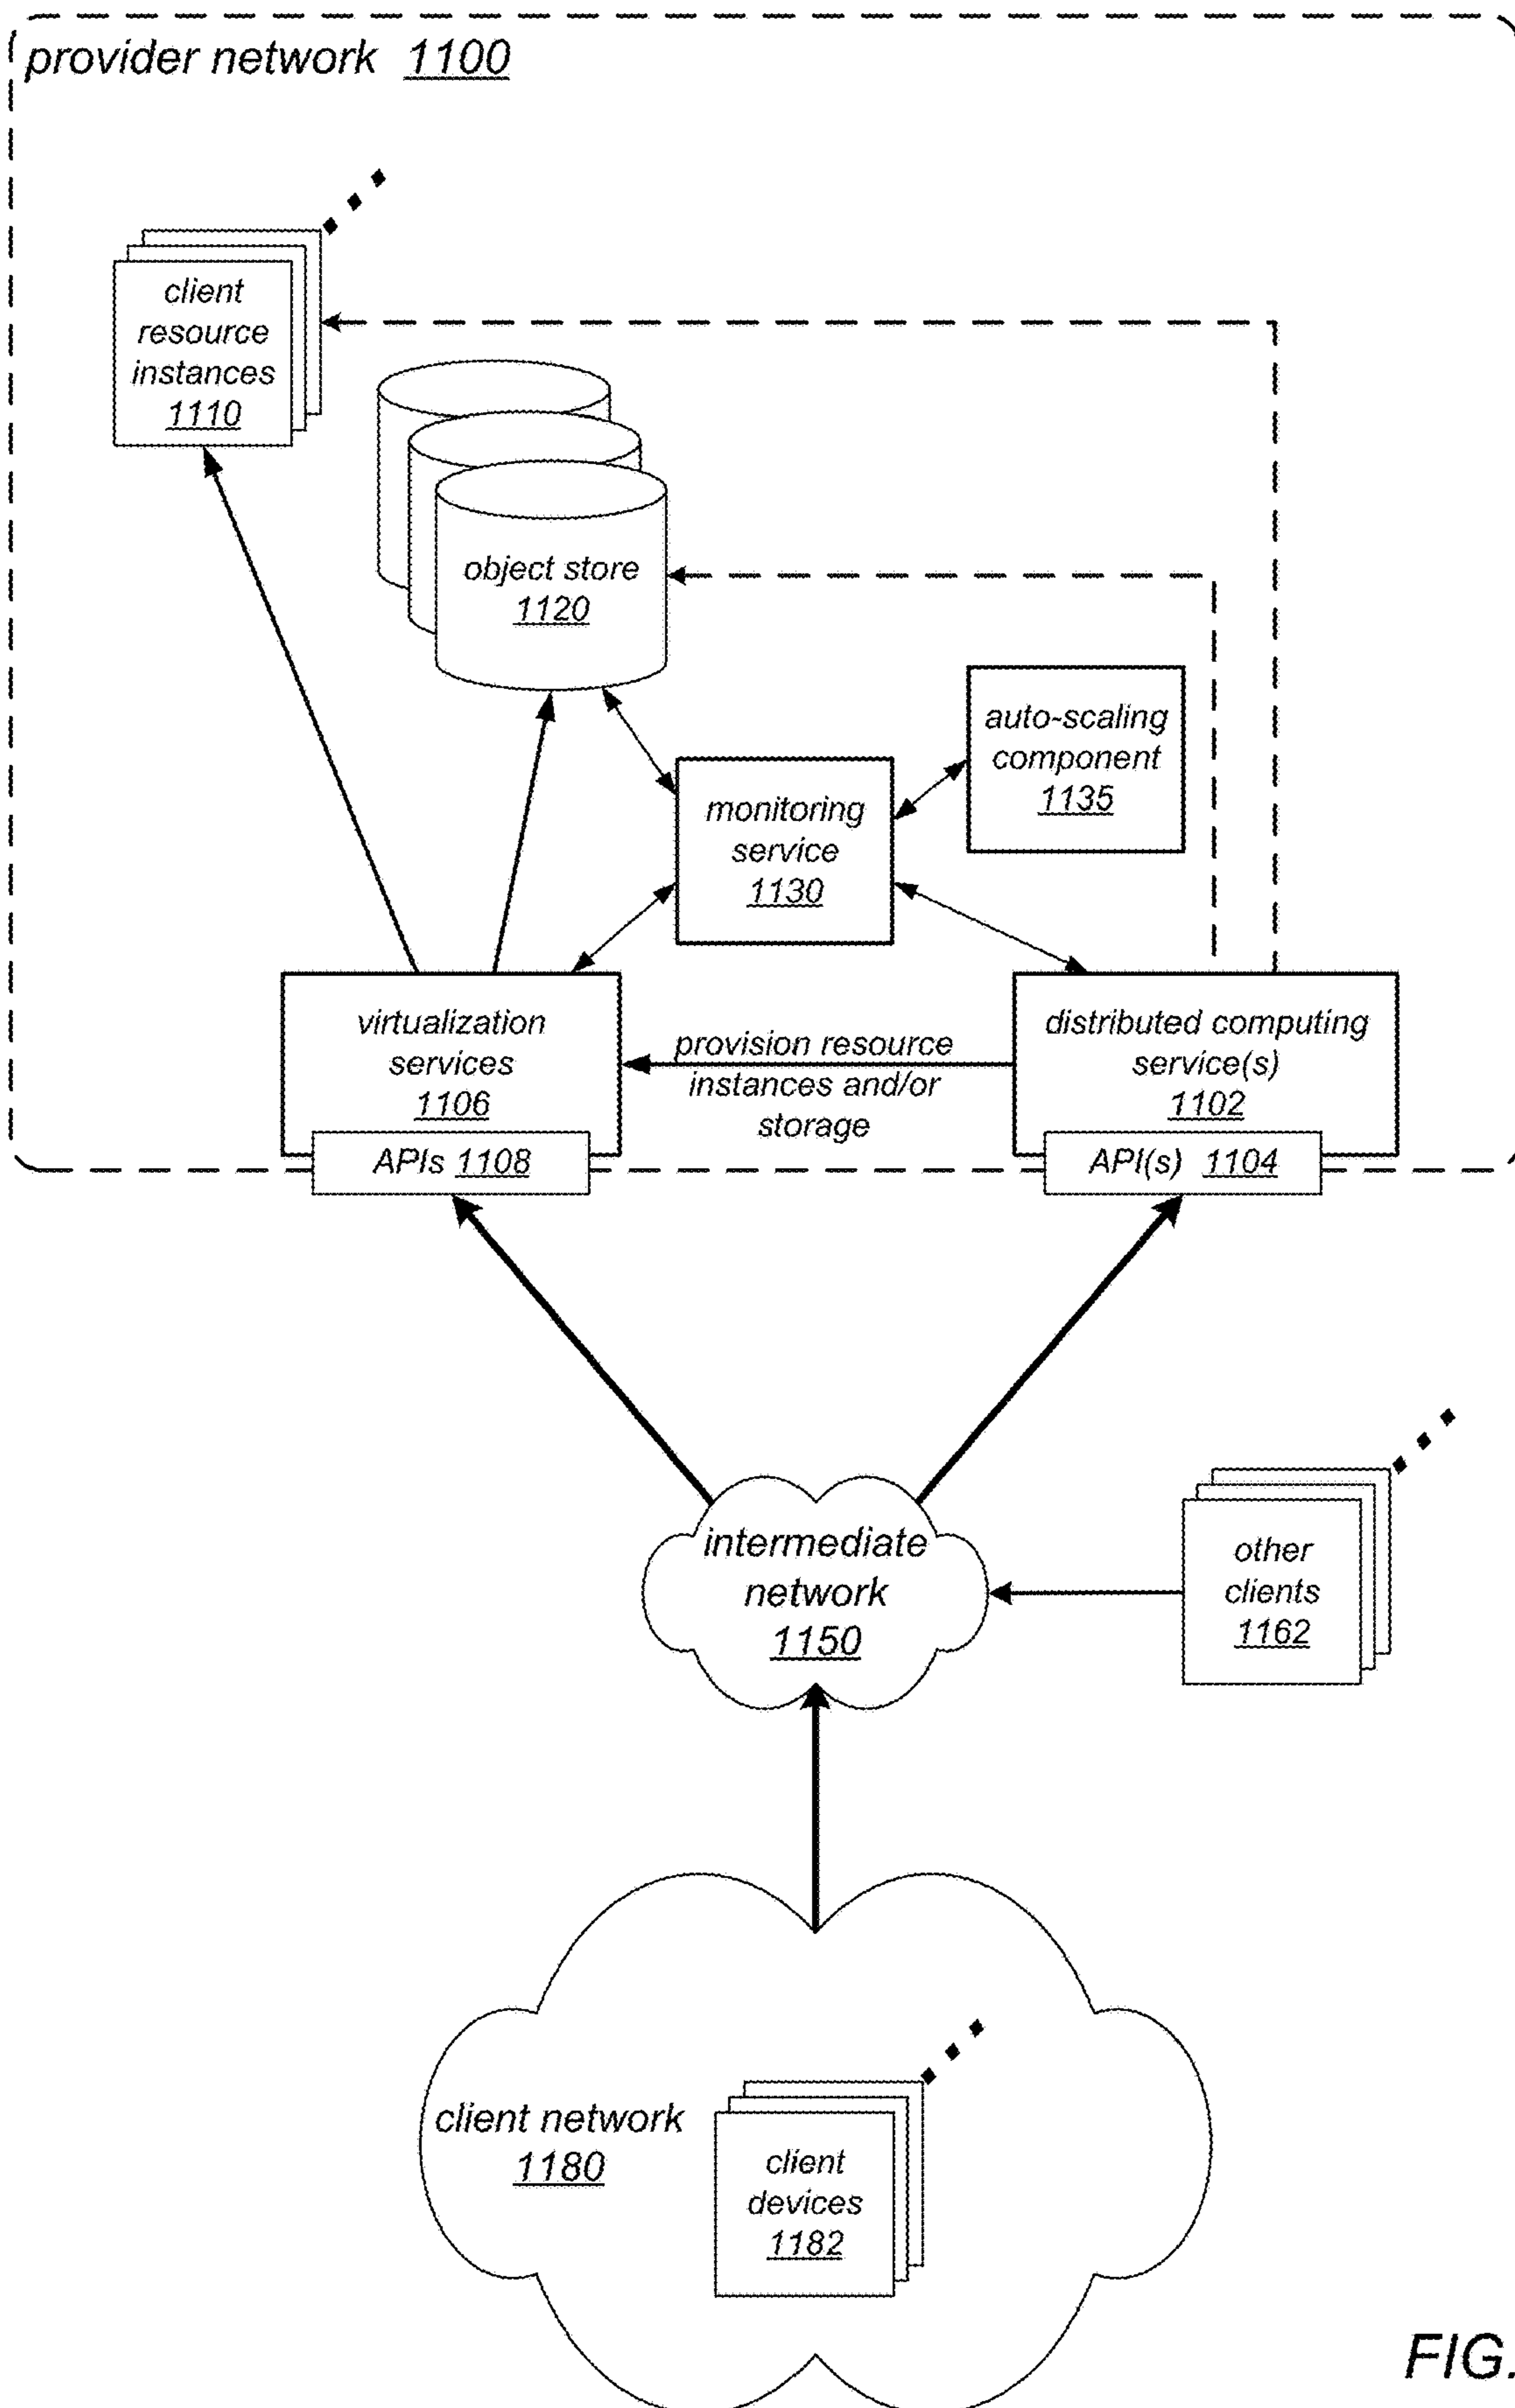 provider network 1100
client
resource
instances
1110
object store
1120
auto-scaling
component
1135
monitoring
service
1130
virtualization
services
1106
provision resource
instances and/or
storage
distributed computing
service(s)
1102
APIs 1108
API(s) 1104
intermediate
network
1150
other
clients
1162
client network
1180
client
devices
1182
FIG.